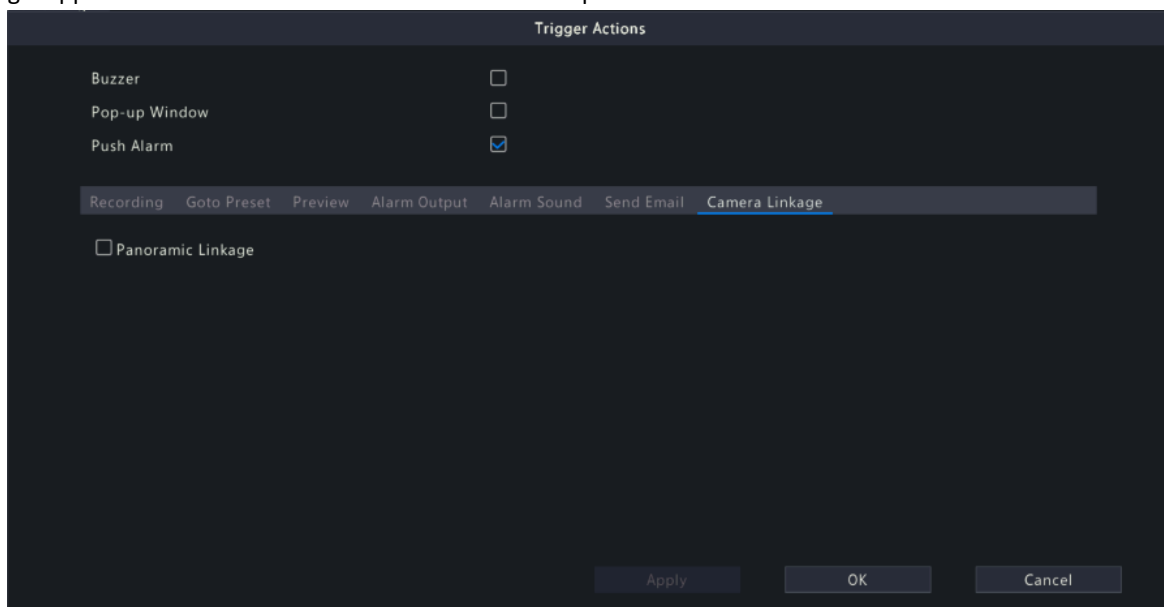 Trigger Actions
Buzzer
Pop-up Window
Push Alarm
Recording Goto Preset Preview Alarm Output Alarm Sound Send Email Camera Linkage
Panoramic Linkage
Apply OK Cancel